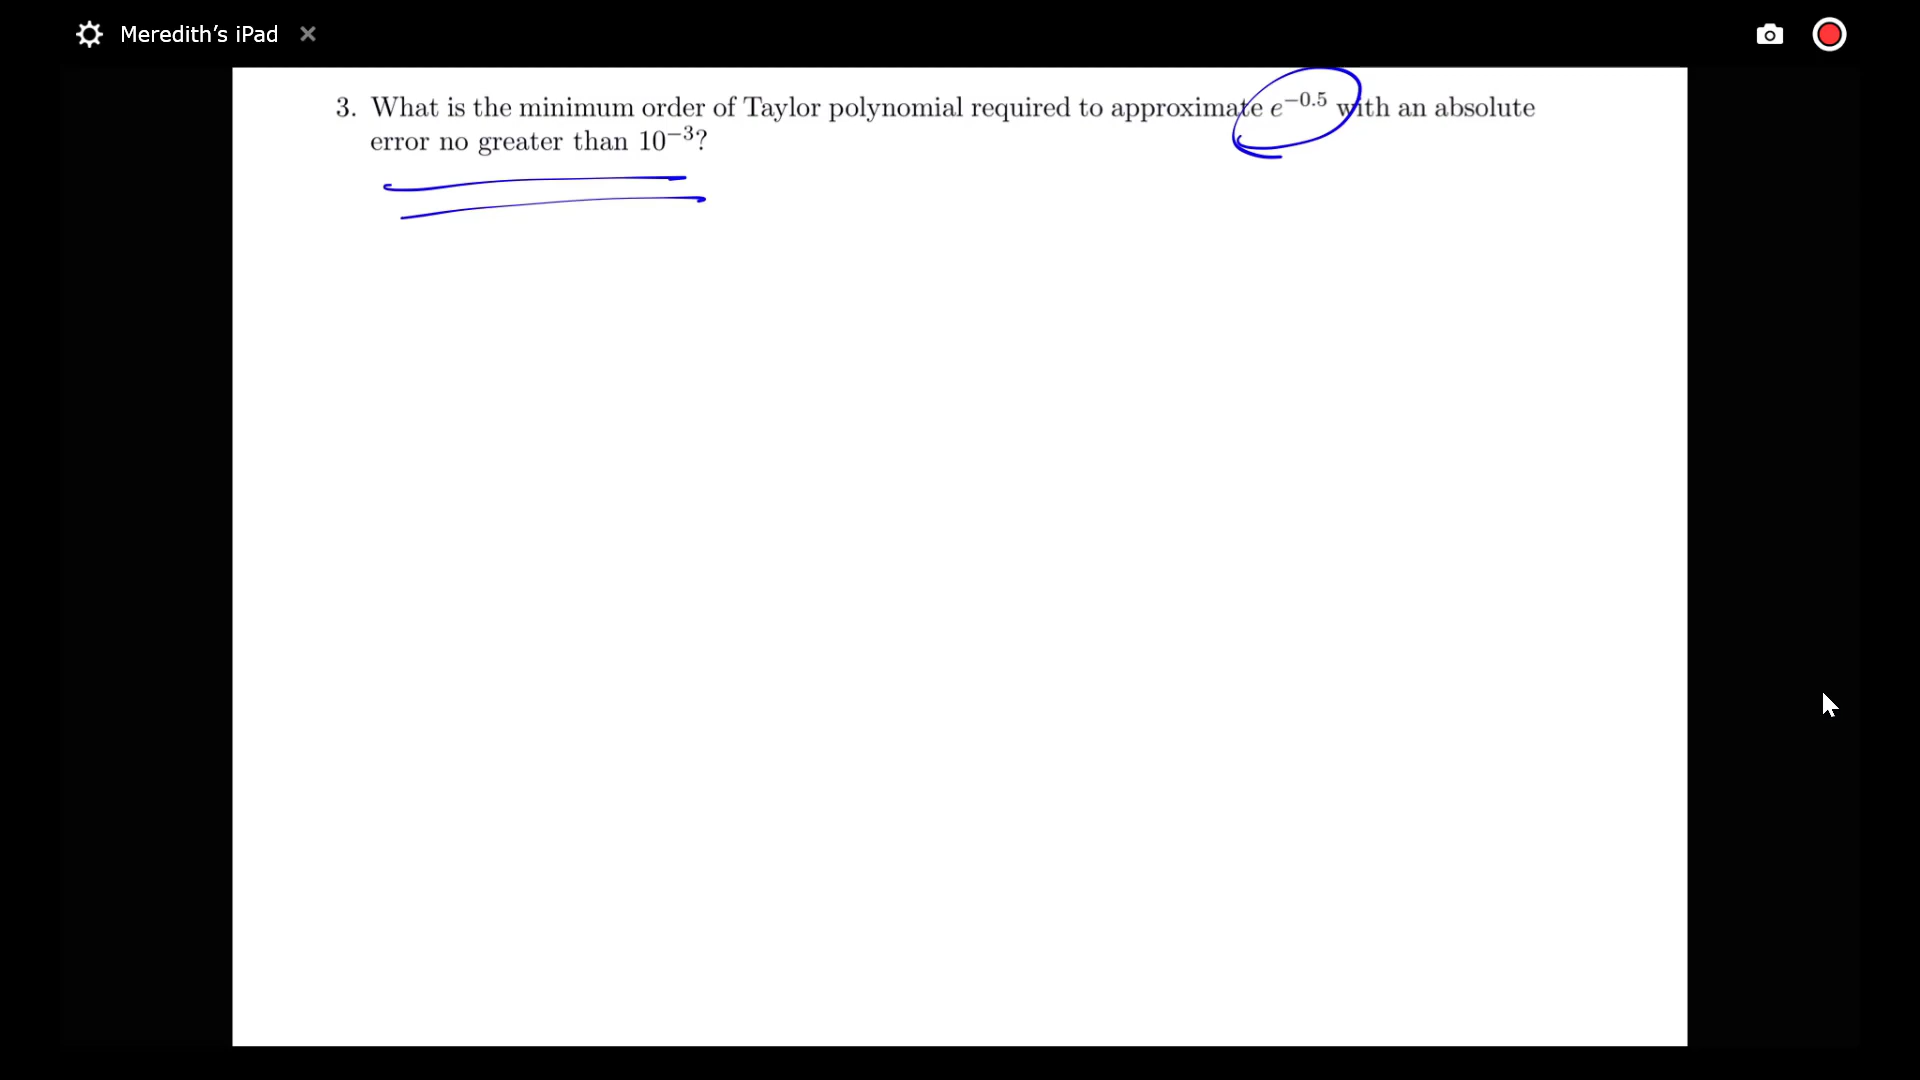 Meredith’s iPad
3. What is the minimum order of Taylor polynomial required to approximate e^{-0.5} with an absolute
error no greater than 10^{-3}?